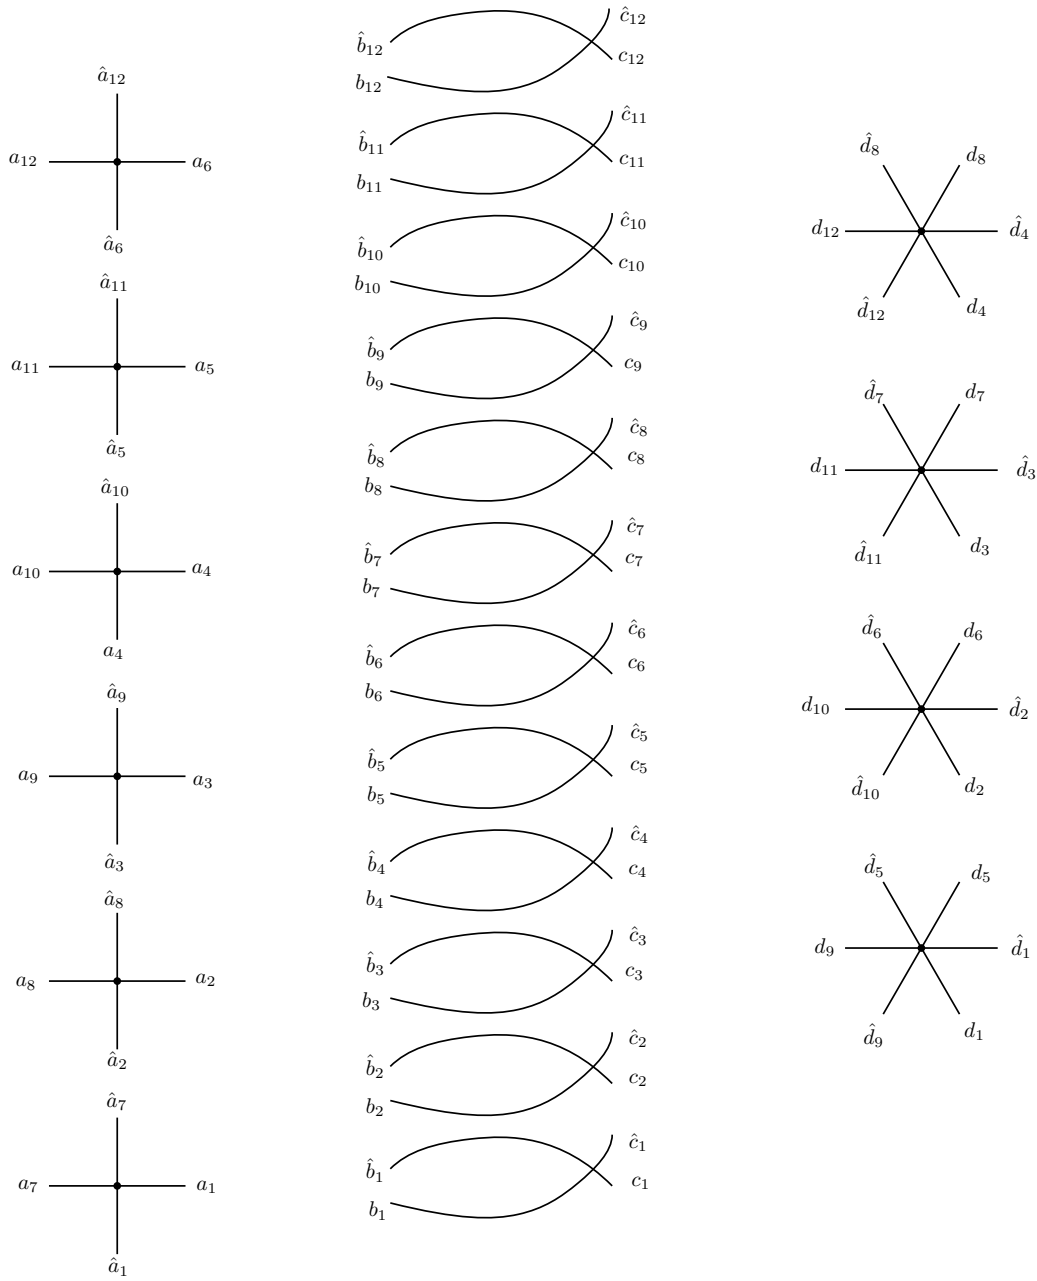 â₁₂
a₁₂ a₆
â₆
â₁₁
a₁₁ a₅
â₅
â₁₀
a₁₀ a₄
a₄
â₉
a₉ a₃
â₃
â₈
a₈ a₂
â₂
â₇
a₇ a₁
â₁
b̂₁₂ ĉ₁₂
b₁₂ c₁₂
b̂₁₁ ĉ₁₁
b₁₁ c₁₁
b̂₁₀ ĉ₁₀
b₁₀ c₁₀
b̂₉ ĉ₉
b₉ c₉
b̂₈ ĉ₈
b₈ c₈
b̂₇ ĉ₇
b₇ c₇
b̂₆ ĉ₆
b₆ c₆
b̂₅ ĉ₅
b₅ c₅
b̂₄ ĉ₄
b₄ c₄
b̂₃ ĉ₃
b₃ c₃
b̂₂ ĉ₂
b₂ c₂
b̂₁ ĉ₁
b₁ c₁
d̂₈ d₈
d₁₂ d̂₄
d̂₁₂ d₄
d̂₇ d₇
d₁₁ d̂₃
d̂₁₁ d₃
d̂₆ d₆
d₁₀ d̂₂
d̂₁₀ d₂
d̂₅ d₅
d₉ d̂₁
d̂₉ d₁